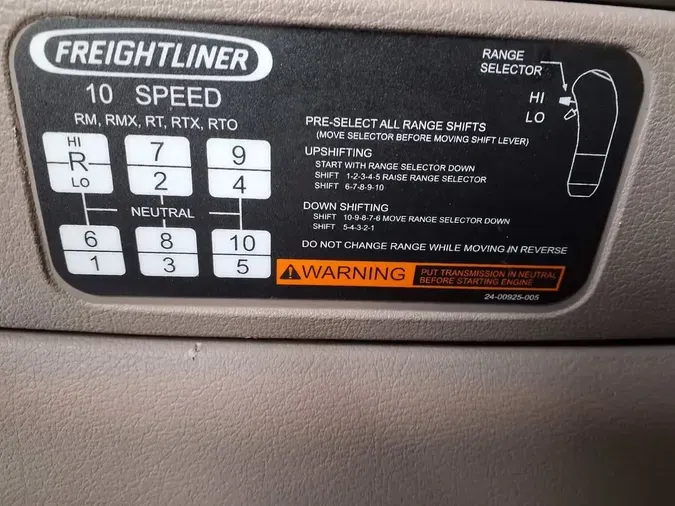 FREIGHTLINER
10 SPEED
RM, RMX, RT, RTX, RTO
HI
R
LO
7
2
9
4
NEUTRAL
6
1
8
3
10
5
RANGE
SELECTOR
HI
LO
PRE-SELECT ALL RANGE SHIFTS
(MOVE SELECTOR BEFORE MOVING SHIFT LEVER)
UPSHIFTING
START WITH RANGE SELECTOR DOWN
SHIFT 1-2-3-4-5 RAISE RANGE SELECTOR
SHIFT 6-7-8-9-10
DOWN SHIFTING
SHIFT 10-9-8-7-6 MOVE RANGE SELECTOR DOWN
SHIFT 5-4-3-2-1
DO NOT CHANGE RANGE WHILE MOVING IN REVERSE
WARNING
PUT TRANSMISSION IN NEUTRAL
BEFORE STARTING ENGINE
24-00925-005